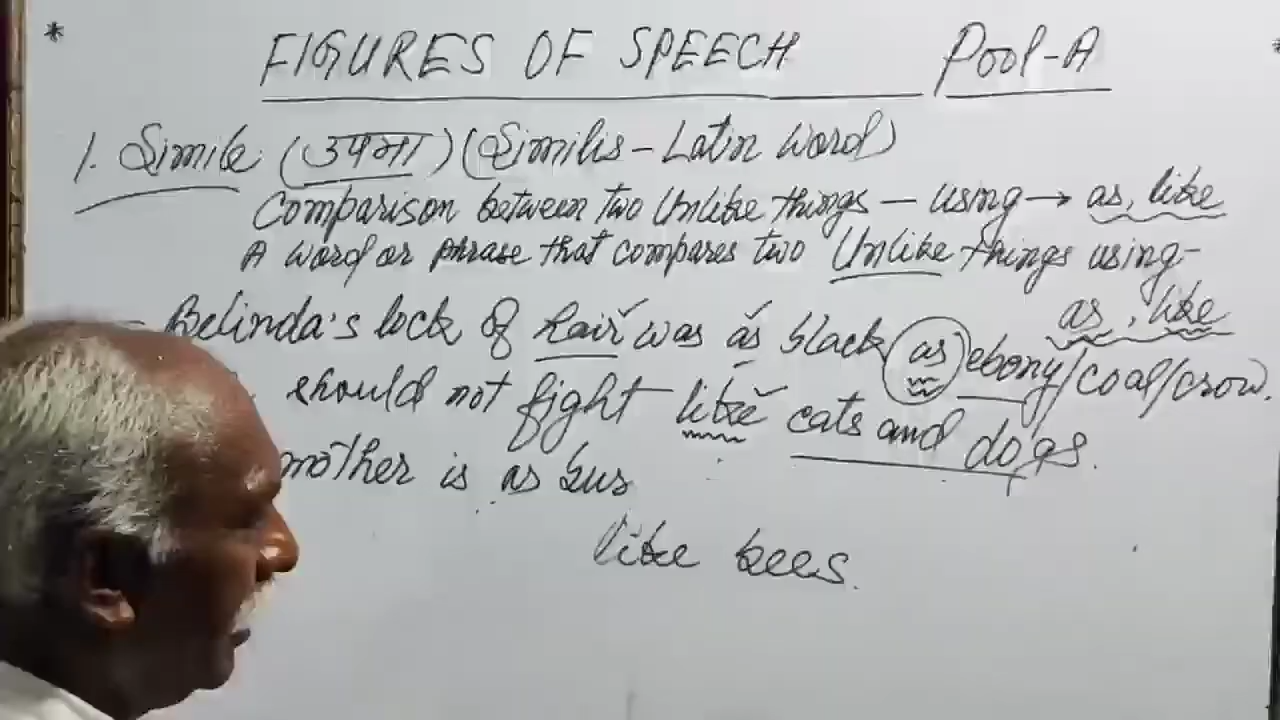 * FIGURES OF SPEECH Pool-A *
1. Simile (उपमा) (Similis - Latin word)
Comparison between two unlike things - using → as, like
A word or phrase that compares two Unlike things using -
as, like
- Belinda's lock of hair was as black as ebony/coal/crow.
should not fight like cats and dogs.
mother is as bus
like bees.